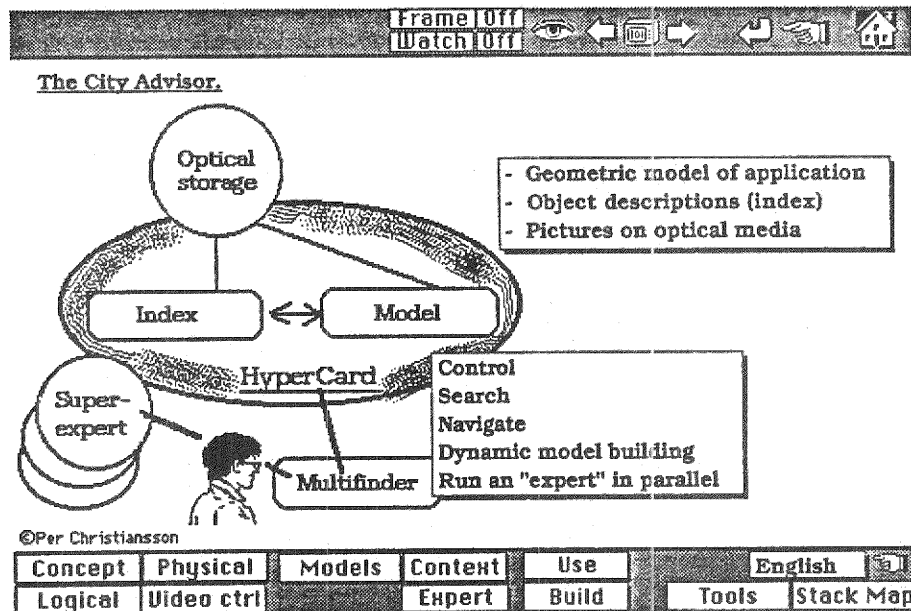 Frame Off
Watch Off
The City Advisor.
Optical
storage
- Geometric model of application
- Object descriptions (index)
- Pictures on optical media
Index
Model
HyperCard
Control
Search
Navigate
Dynamic model building
Run an "expert" in parallel
Super-
expert
Multifinder
©Per Christiansson
Concept Physical Models Context Use English
Logical Video ctrl Expert Build Tools Stack Map